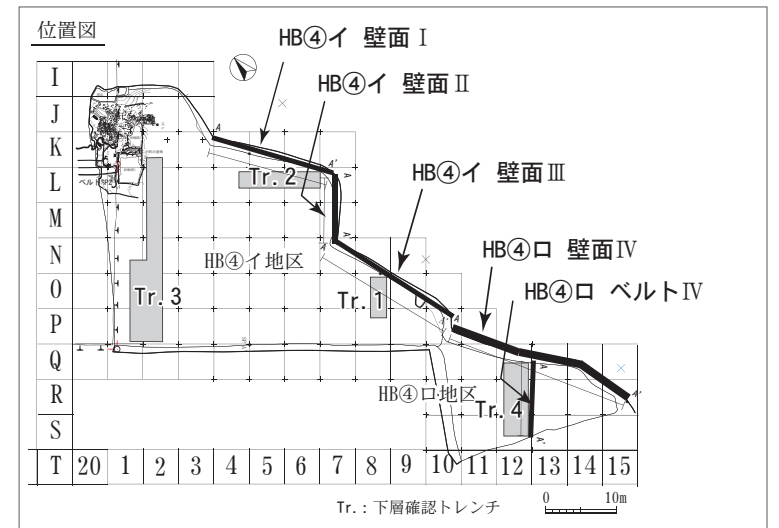 位置図
HB④イ 壁面Ⅰ
HB④イ 壁面Ⅱ
HB④イ 壁面Ⅲ
HB④ロ 壁面Ⅳ
HB④ロ ベルトⅣ
I
J
K
L
M
N
O
P
Q
R
S
T 20 1 2 3 4 5 6 7 8 9 10 11 12 13 14 15
A
A'
A
A'
A
A'
A
A'
A'
Tr. 2
HB④イ地区
Tr. 3
Tr. 1
HB④ロ地区
Tr. 4
Tr.：下層確認トレンチ
0 10m